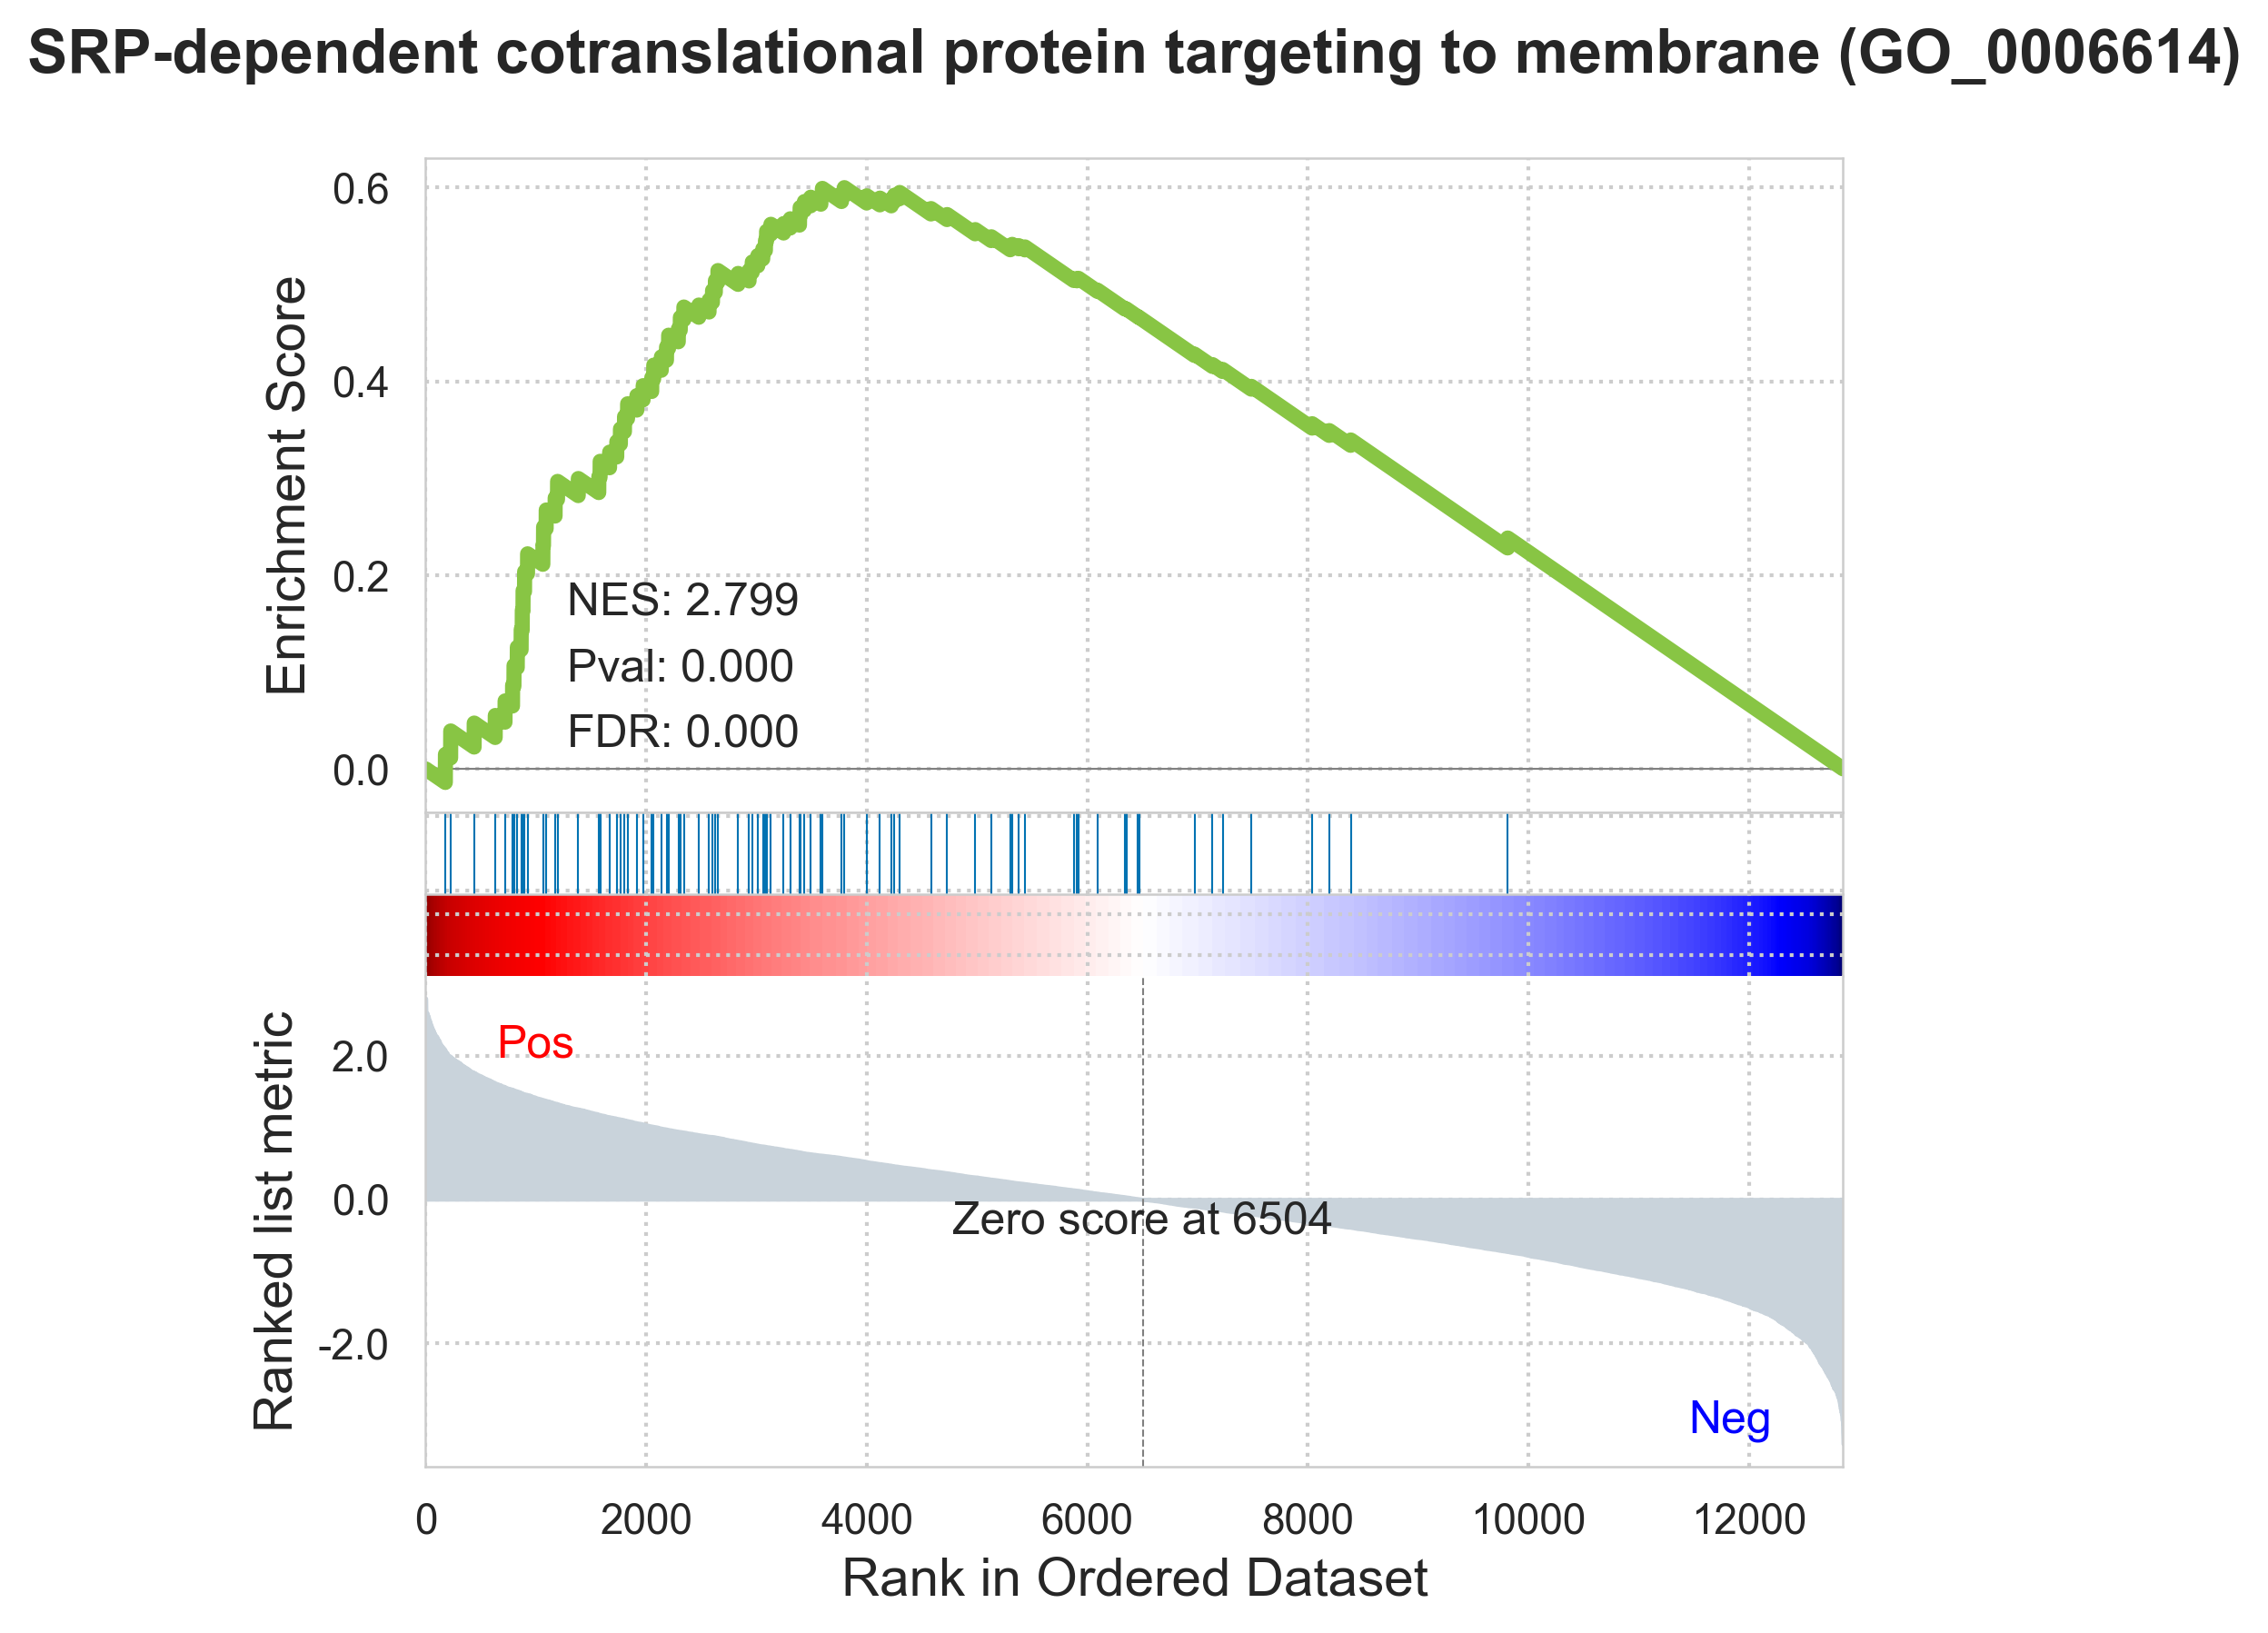 SRP-dependent cotranslational protein targeting to membrane (GO_0006614)
Enrichment Score
0.6
0.4
0.2
0.0
NES: 2.799
Pval: 0.000
FDR: 0.000
Ranked list metric
2.0
0.0
-2.0
Pos
Zero score at 6504
Neg
0 2000 4000 6000 8000 10000 12000
Rank in Ordered Dataset